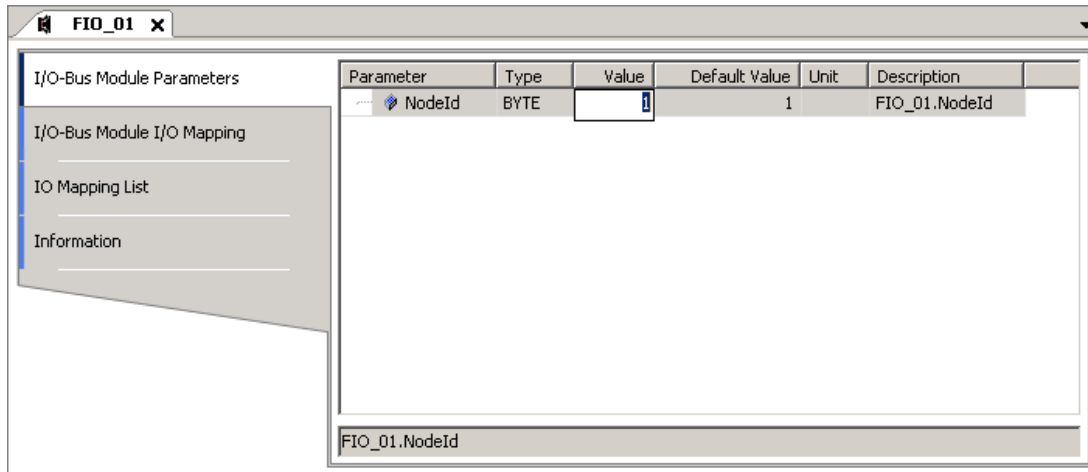 FIO_01
I/O-Bus Module Parameters
I/O-Bus Module I/O Mapping
IO Mapping List
Information
Parameter Type Value Default Value Unit Description
NodeId BYTE 1 1 FIO_01.NodeId
FIO_01.NodeId